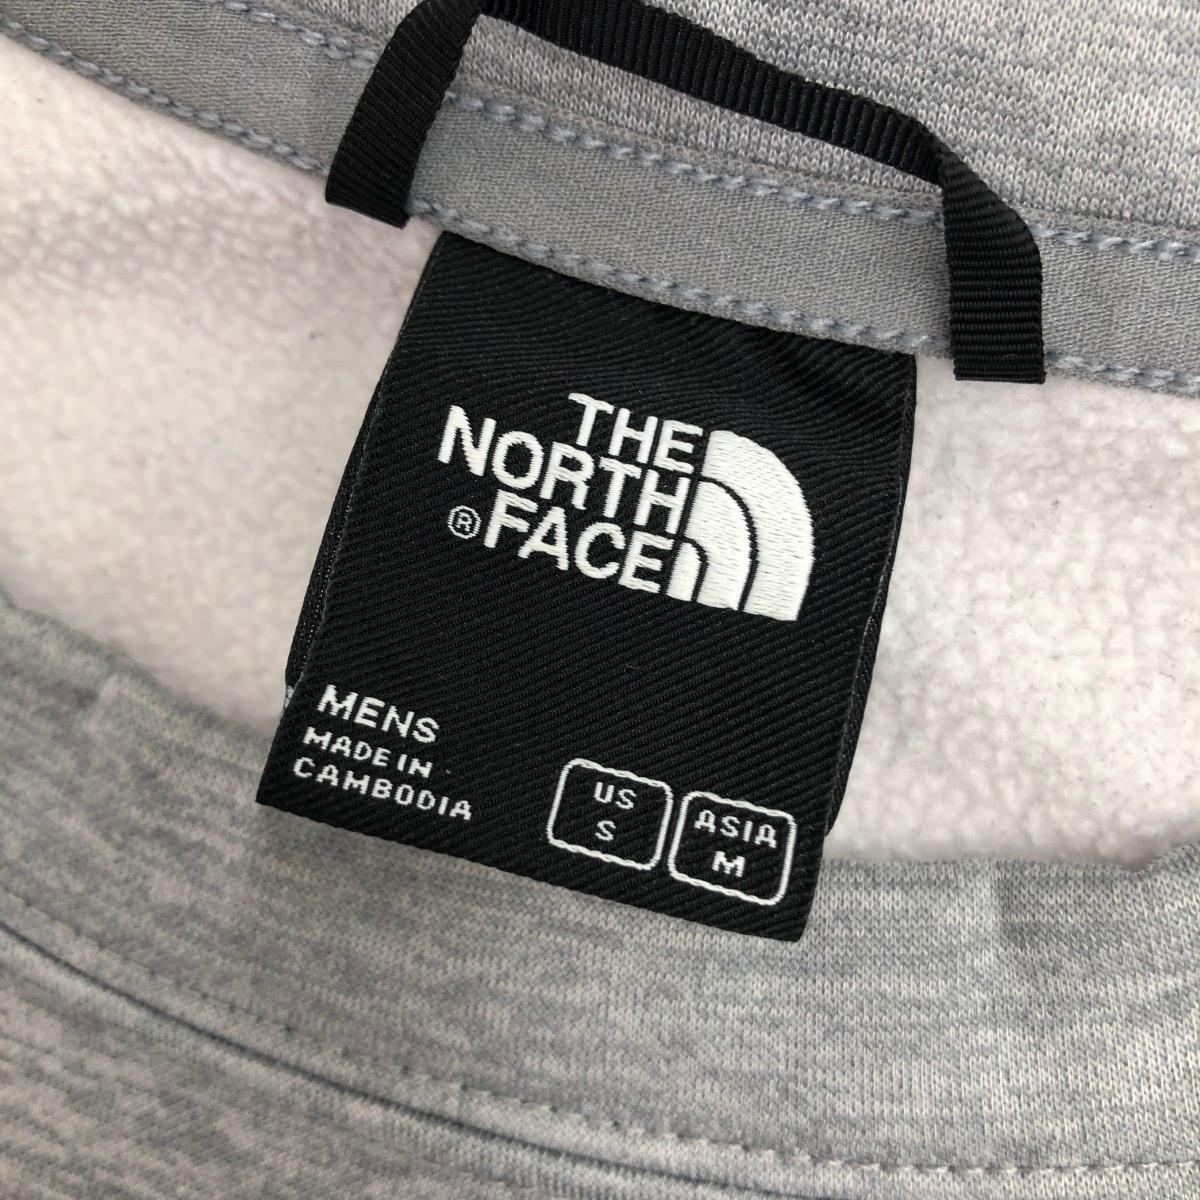 THE
NORTH
® FACE
MENS
MADE IN
CAMBODIA
US
S
ASIA
M